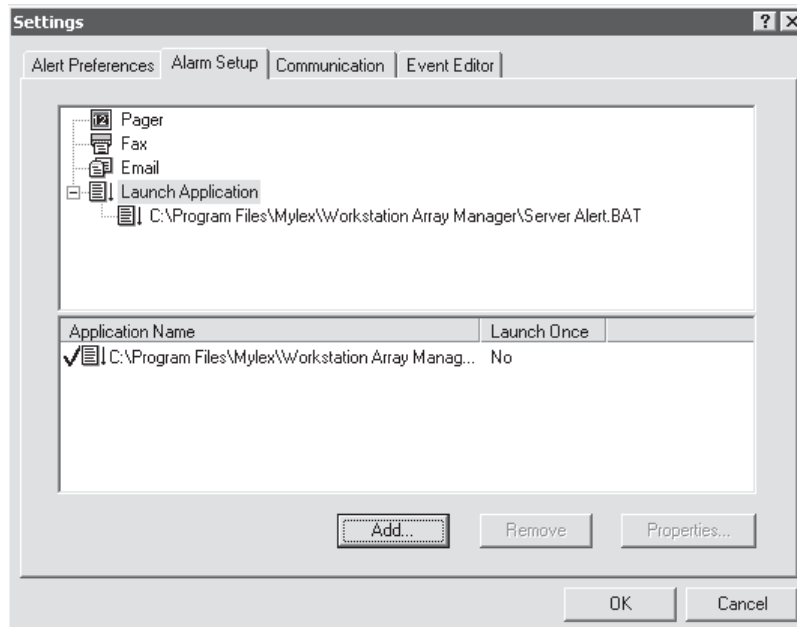 Settings
Alert Preferences Alarm Setup Communication Event Editor
Pager
Fax
Email
Launch Application
C:\Program Files\Mylex\Workstation Array Manager\Server Alert.BAT
Application Name Launch Once
C:\Program Files\Mylex\Workstation Array Manag... No
Add... Remove Properties...
OK Cancel